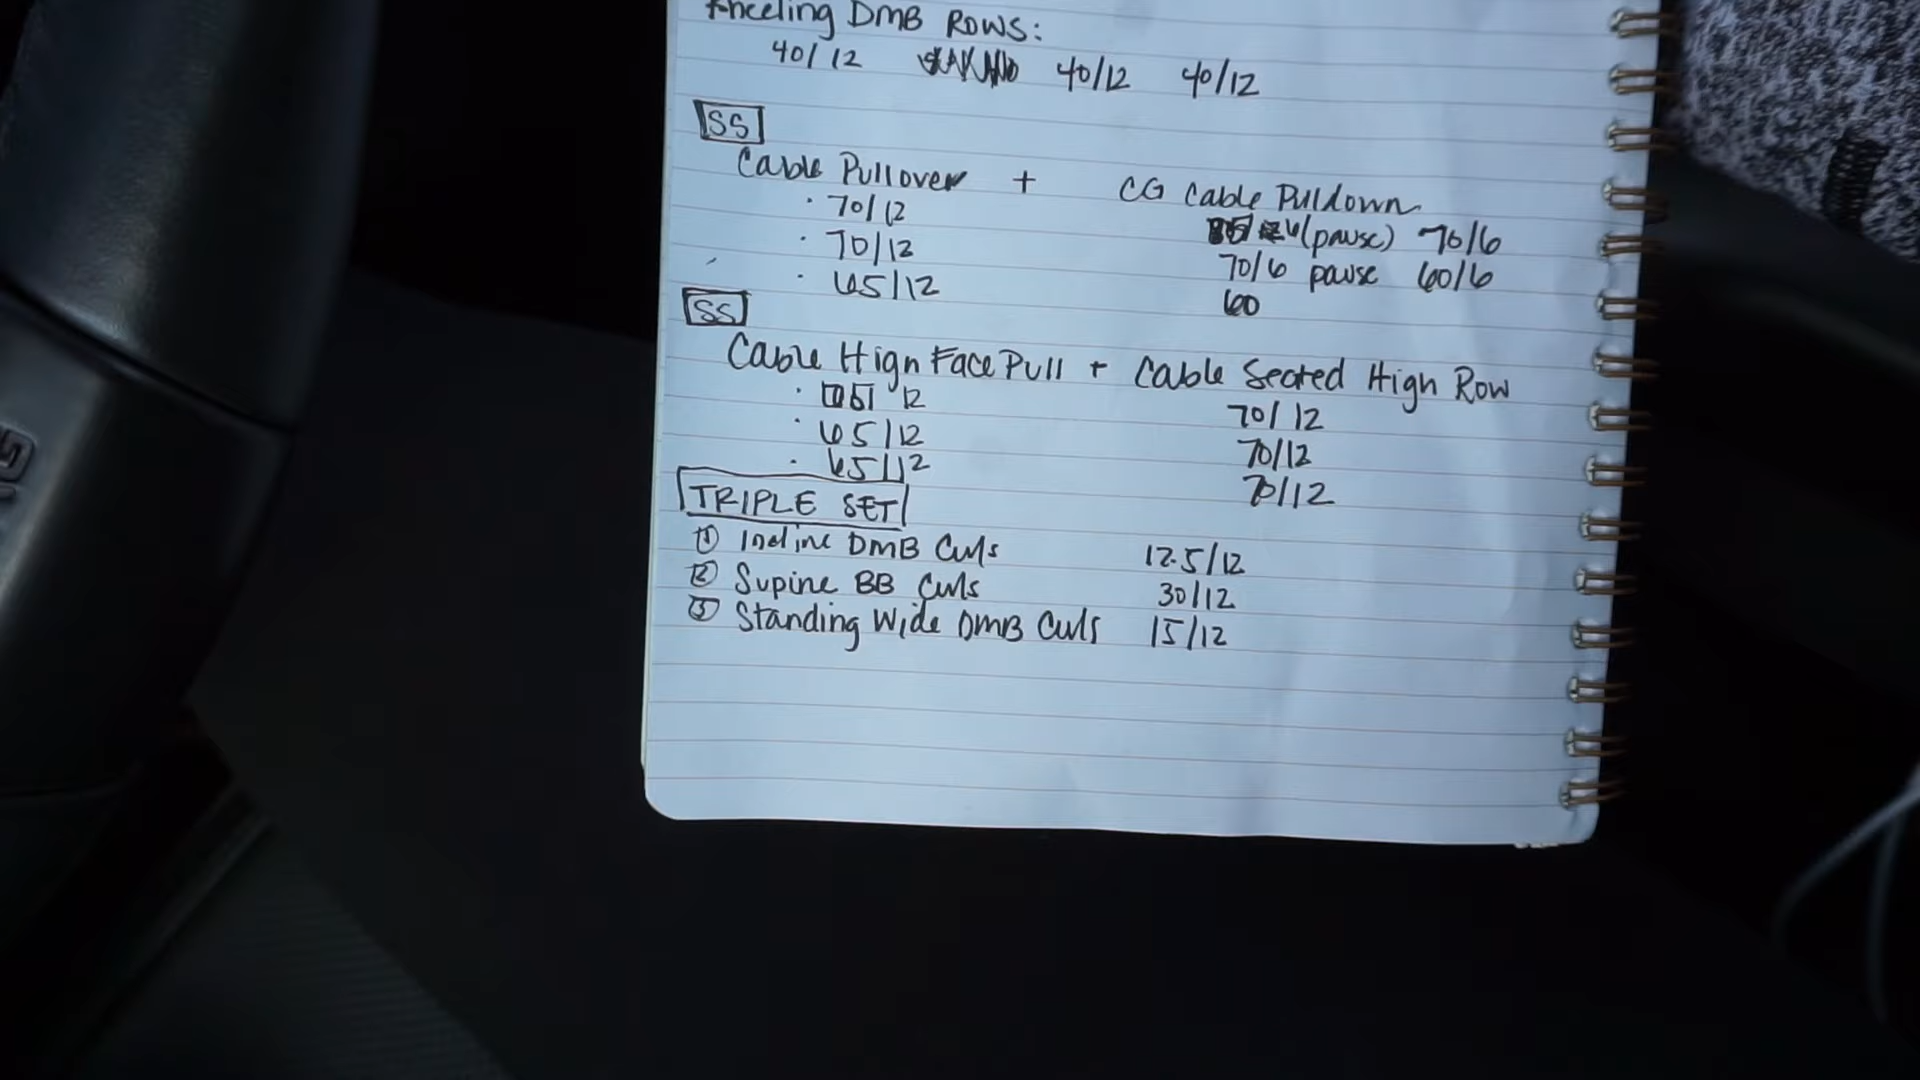 Kneeling DMB ROWS:
40/12 40/12 40/12
SS
Cable Pullover + CG Cable Pulldown
· 70/12 (pause) 70/6
· 70/12 70/6 pause 60/6
· 65/12 60
SS
Cable High Face Pull + Cable Seated High Row
· 65/12 70/12
· 65/12 70/12
· 65/12 70/12
TRIPLE SET
① Incline DMB Curls 12.5/12
② Supine BB Curls 30/12
③ Standing Wide DMB Curls 15/12